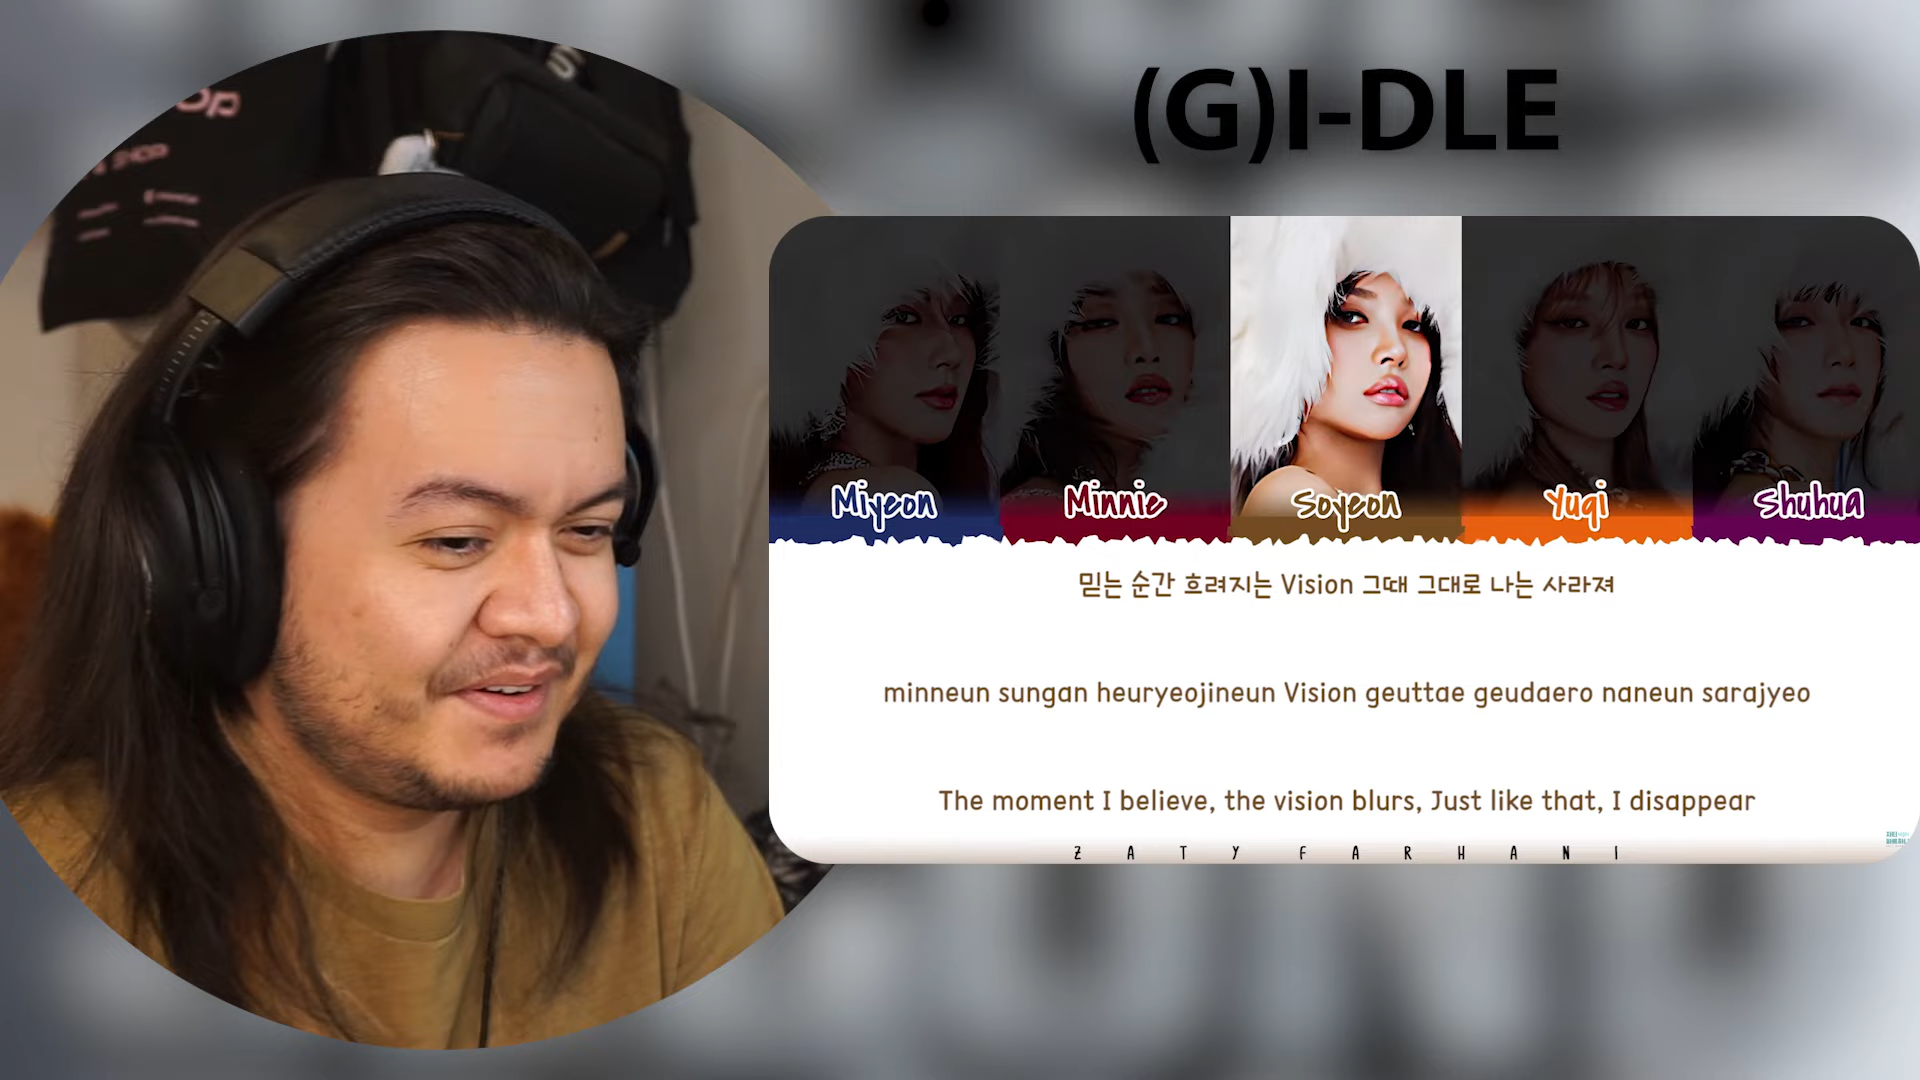 (G)I-DLE
Miyeon
Minnie
Soyeon
Yuqi
Shuhua
믿는 순간 흐려지는 Vision 그때 그대로 나는 사라져
minneun sungan heuryeojineun Vision geuttae geudaero naneun sarajyeo
The moment I believe, the vision blurs, Just like that, I disappear
ZATY FARHANI